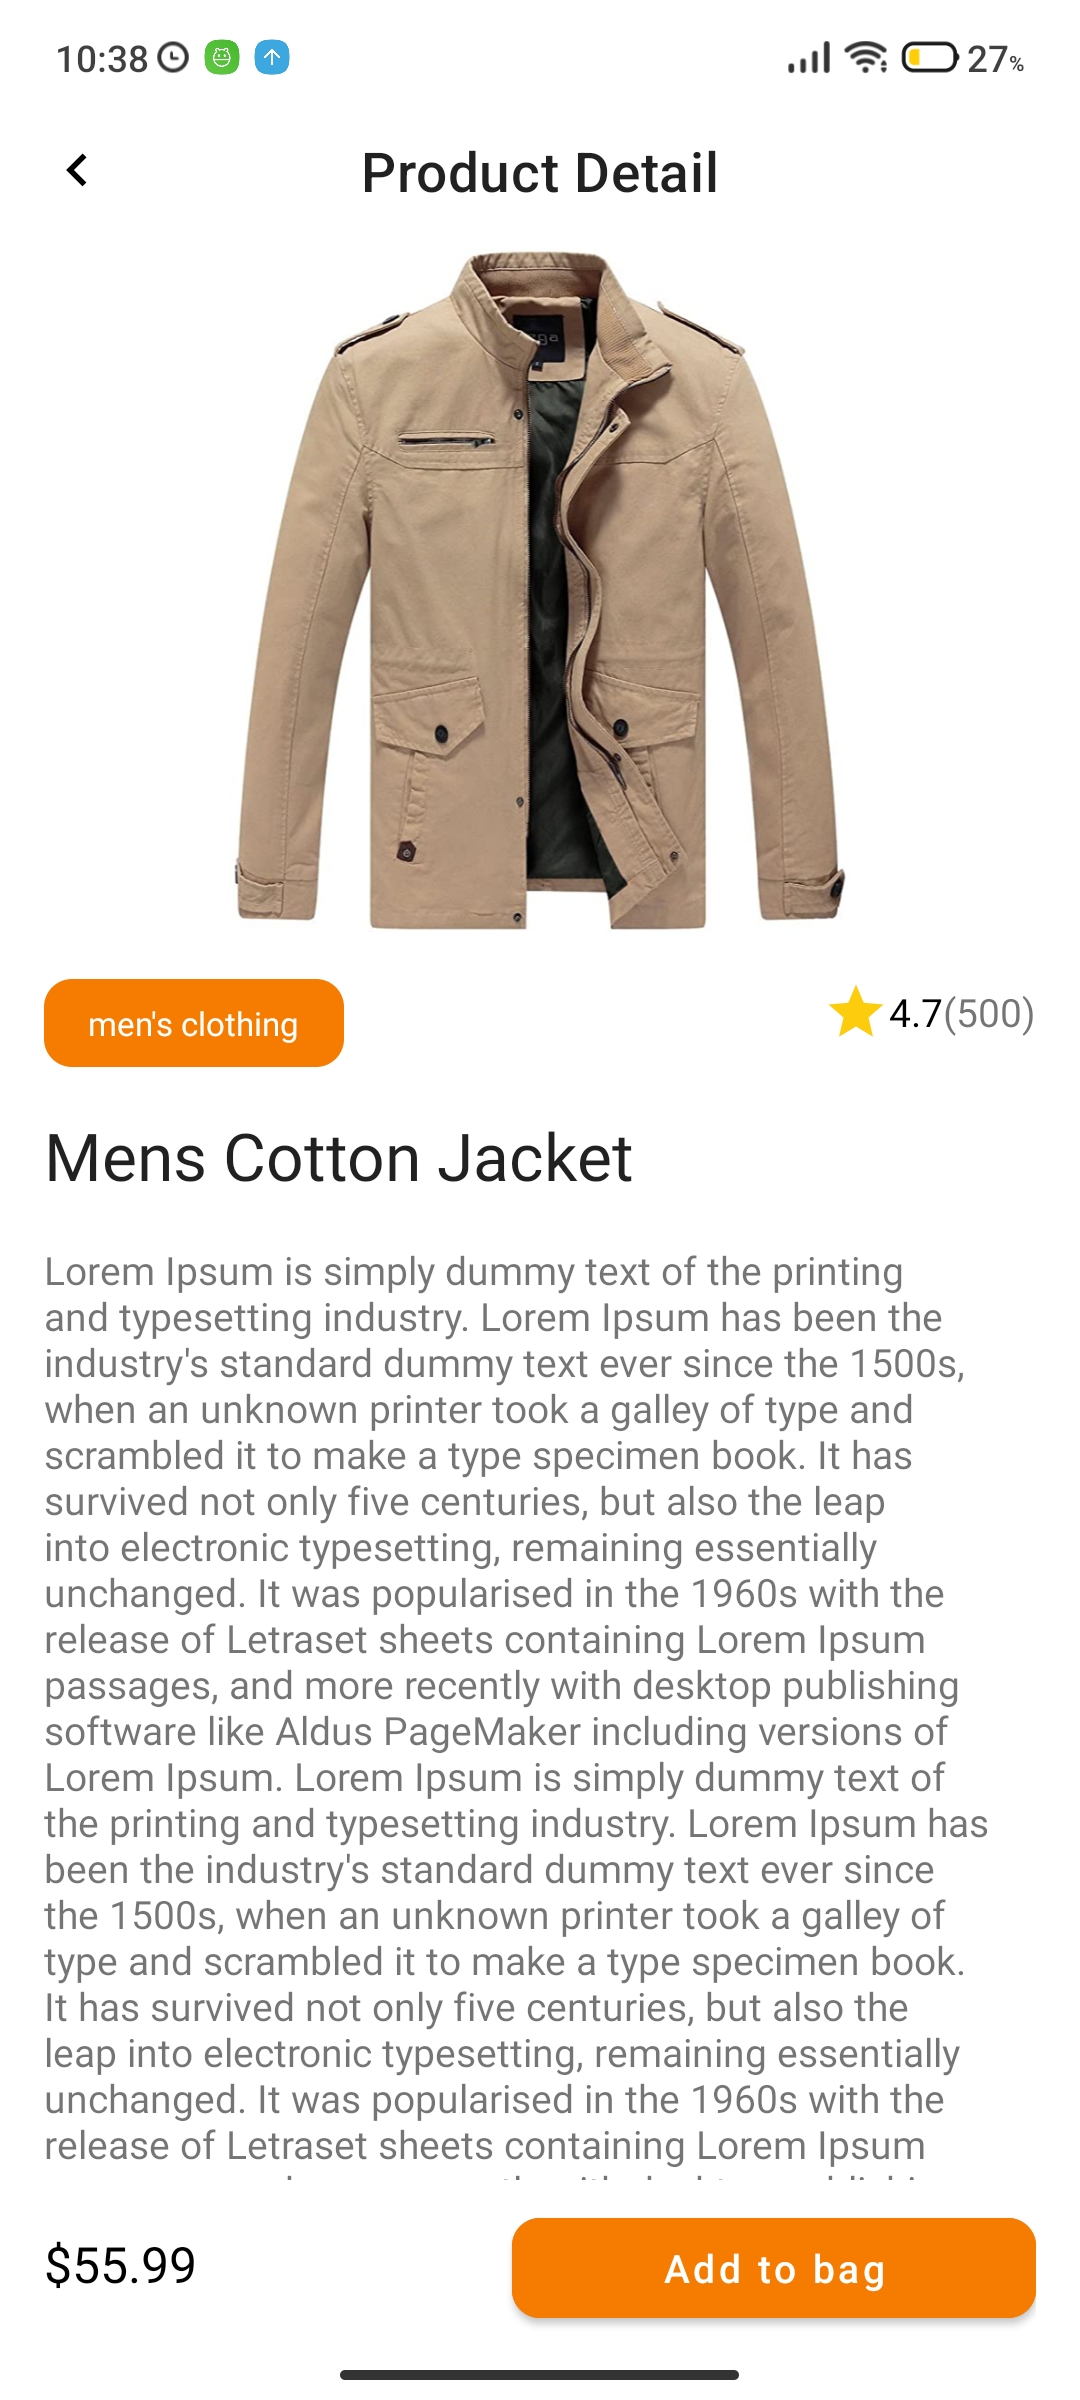 10:38
27%
Product Detail
men's clothing
4.7(500)
Mens Cotton Jacket
Lorem Ipsum is simply dummy text of the printing
and typesetting industry. Lorem Ipsum has been the
industry's standard dummy text ever since the 1500s,
when an unknown printer took a galley of type and
scrambled it to make a type specimen book. It has
survived not only five centuries, but also the leap
into electronic typesetting, remaining essentially
unchanged. It was popularised in the 1960s with the
release of Letraset sheets containing Lorem Ipsum
passages, and more recently with desktop publishing
software like Aldus PageMaker including versions of
Lorem Ipsum. Lorem Ipsum is simply dummy text of
the printing and typesetting industry. Lorem Ipsum has
been the industry's standard dummy text ever since
the 1500s, when an unknown printer took a galley of
type and scrambled it to make a type specimen book.
It has survived not only five centuries, but also the
leap into electronic typesetting, remaining essentially
unchanged. It was popularised in the 1960s with the
release of Letraset sheets containing Lorem Ipsum
$55.99
Add to bag